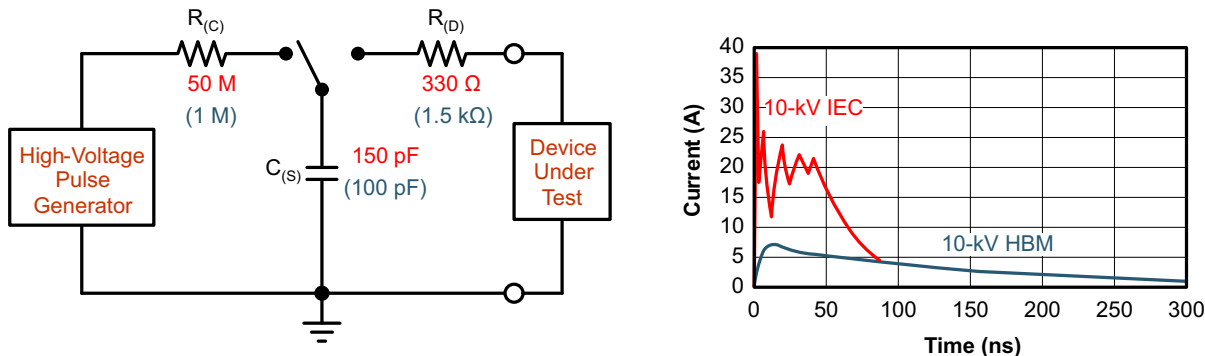 R(C)
R(D)
50 M
(1 M)
330 Ω
(1.5 kΩ)
High-Voltage
Pulse
Generator
C(S)
150 pF
(100 pF)
Device
Under
Test
Current (A)
40
35
30
25
20
15
10
5
0
10-kV IEC
10-kV HBM
0
50
100
150
200
250
300
Time (ns)